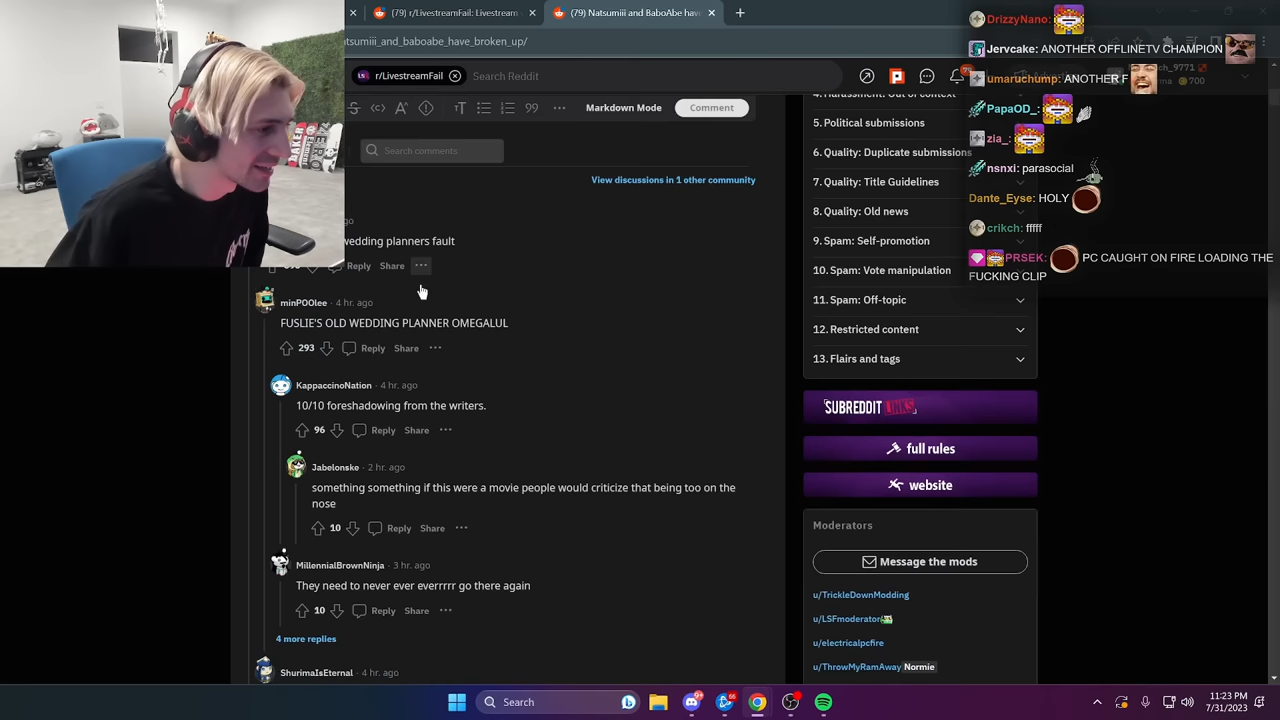 (79) r/LivestreamFail: Livestream
(79) Natsumiii and BaboAbe hav
atsumiii_and_baboabe_have_broken_up/
r/LivestreamFail
Search Reddit
Markdown Mode
Comment
Search comments
View discussions in 1 other community
wedding planners fault
Reply Share
minPOOlee · 4 hr. ago
FUSLIE'S OLD WEDDING PLANNER OMEGALUL
293 Reply Share
KappaccinoNation · 4 hr. ago
10/10 foreshadowing from the writers.
96 Reply Share
Jabelonske · 2 hr. ago
something something if this were a movie people would criticize that being too on the
nose
10 Reply Share
MillennialBrownNinja · 3 hr. ago
They need to never ever everrrrr go there again
10 Reply Share
4 more replies
ShurimaIsEternal · 4 hr. ago
5. Political submissions
6. Quality: Duplicate submissions
7. Quality: Title Guidelines
8. Quality: Old news
9. Spam: Self-promotion
10. Spam: Vote manipulation
11. Spam: Off-topic
12. Restricted content
13. Flairs and tags
SUBREDDIT LINKS
full rules
website
Moderators
Message the mods
u/TrickleDownModding
u/LSFmoderator
u/electricalpcfire
u/ThrowMyRamAway Normie
DrizzyNano:
Jervcake: ANOTHER OFFLINETV CHAMPION
umaruchump: ANOTHER F
PapaOD_:
zia_:
nsnxi: parasocial
Dante_Eyse: HOLY
crikch: fffff
PRSEK: PC CAUGHT ON FIRE LOADING THE
FUCKING CLIP
Search
11:23 PM
7/31/2023